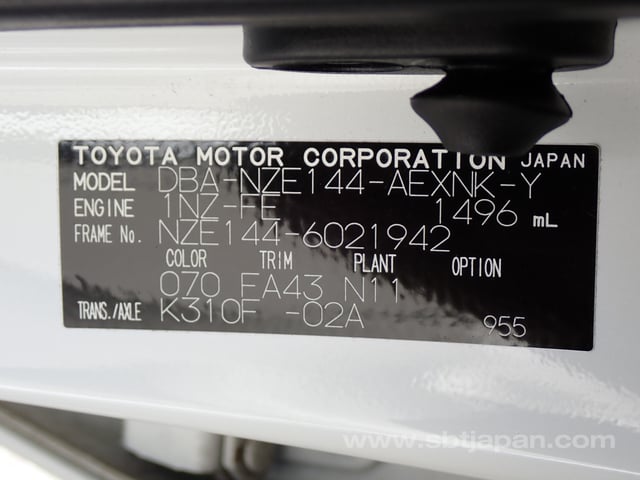 TOYOTA MOTOR CORPORATION JAPAN
MODEL DBA-NZE144-AEXNK-Y
ENGINE 1NZ-FE 1496 mL
FRAME No. NZE144-6021942
COLOR TRIM PLANT OPTION
070 FA43 N11
TRANS./AXLE K310F -02A 955
www.sbtjapan.com